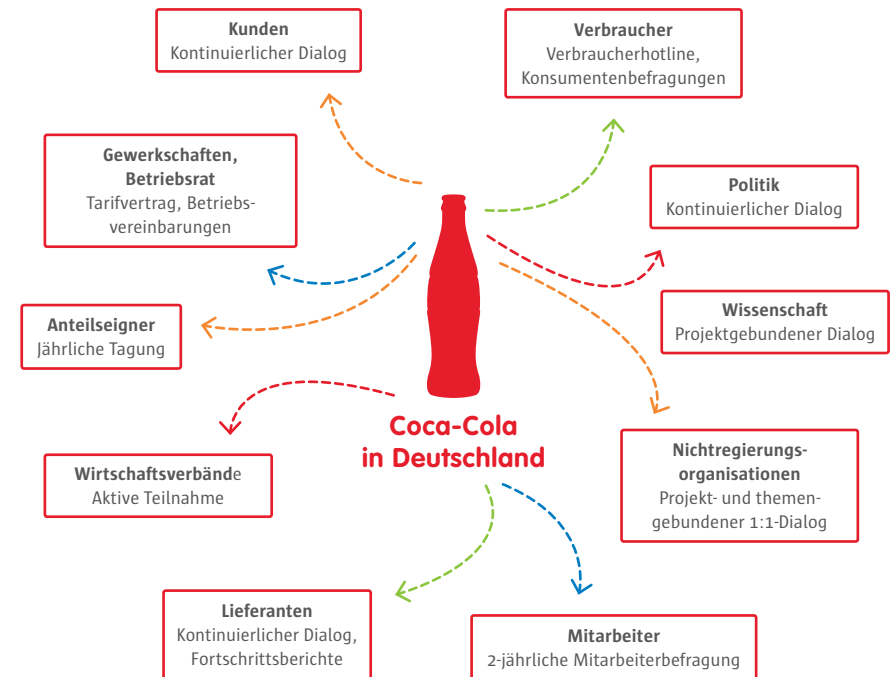 Kunden
Kontinuierlicher Dialog
Verbraucher
Verbraucherhotline,
Konsumentenbefragungen
Gewerkschaften,
Betriebsrat
Tarifvertrag, Betriebs-
vereinbarungen
Politik
Kontinuierlicher Dialog
Anteilseigner
Jährliche Tagung
Wissenschaft
Projektgebundener Dialog
Coca-Cola
in Deutschland
Wirtschaftsverbände
Aktive Teilnahme
Nichtregierungs-
organisationen
Projekt- und themen-
gebundener 1:1-Dialog
Lieferanten
Kontinuierlicher Dialog,
Fortschrittsberichte
Mitarbeiter
2-jährliche Mitarbeiterbefragung